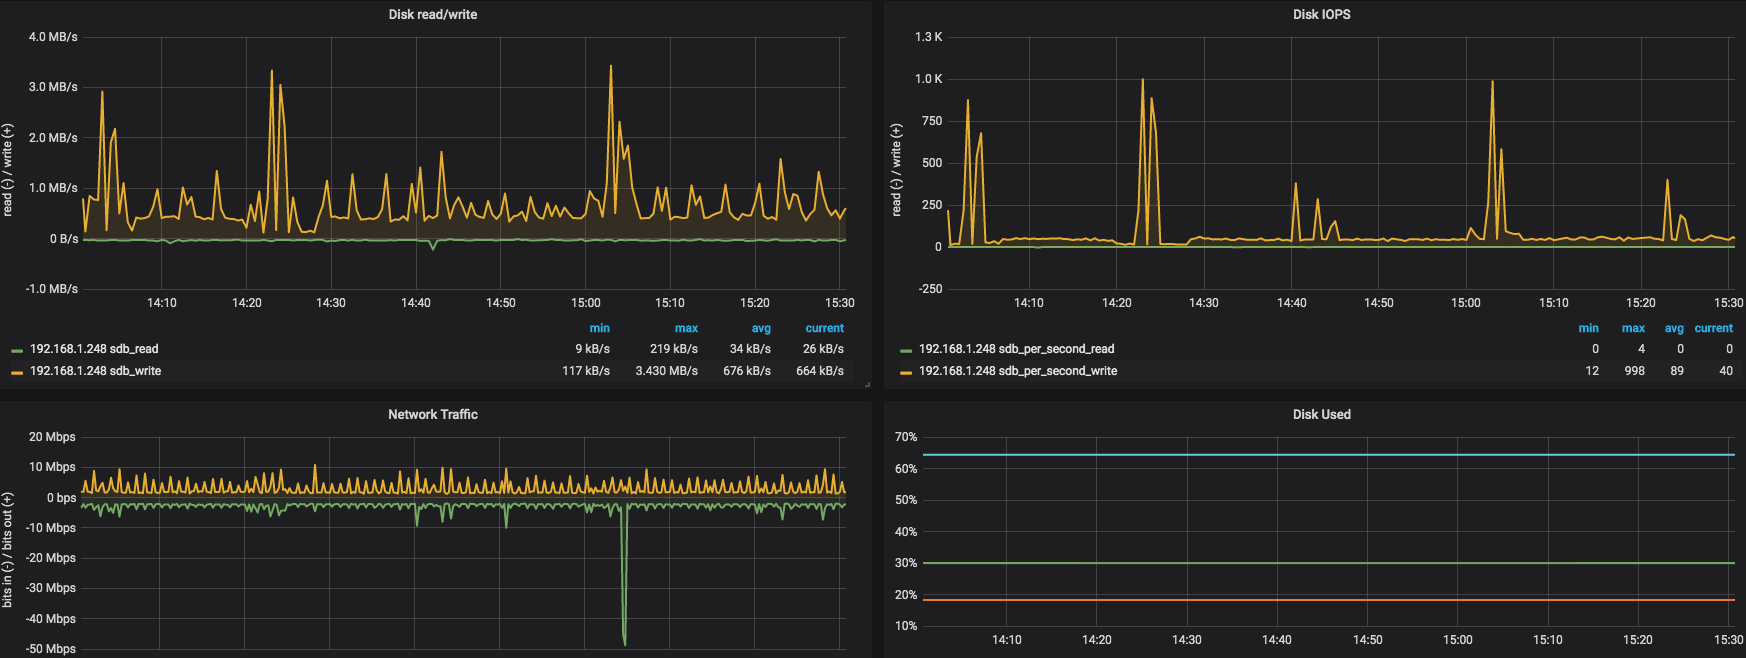 Disk read/write
read (-) / write (+)
4.0 MB/s
3.0 MB/s
2.0 MB/s
1.0 MB/s
0 B/s
-1.0 MB/s
14:10 14:20 14:30 14:40 14:50 15:00 15:10 15:20 15:30
min max avg current
192.168.1.248 sdb_read 9 kB/s 219 kB/s 34 kB/s 26 kB/s
192.168.1.248 sdb_write 117 kB/s 3.430 MB/s 676 kB/s 664 kB/s
Disk IOPS
read (-) / write (+)
1.3 K
1.0 K
750
500
250
0
-250
14:10 14:20 14:30 14:40 14:50 15:00 15:10 15:20 15:30
min max avg current
192.168.1.248 sdb_per_second_read 0 4 0 0
192.168.1.248 sdb_per_second_write 12 998 89 40
Network Traffic
bits in (-) / bits out (+)
20 Mbps
10 Mbps
0 bps
-10 Mbps
-20 Mbps
-30 Mbps
-40 Mbps
-50 Mbps
Disk Used
70%
60%
50%
40%
30%
20%
10%
14:10 14:20 14:30 14:40 14:50 15:00 15:10 15:20 15:30